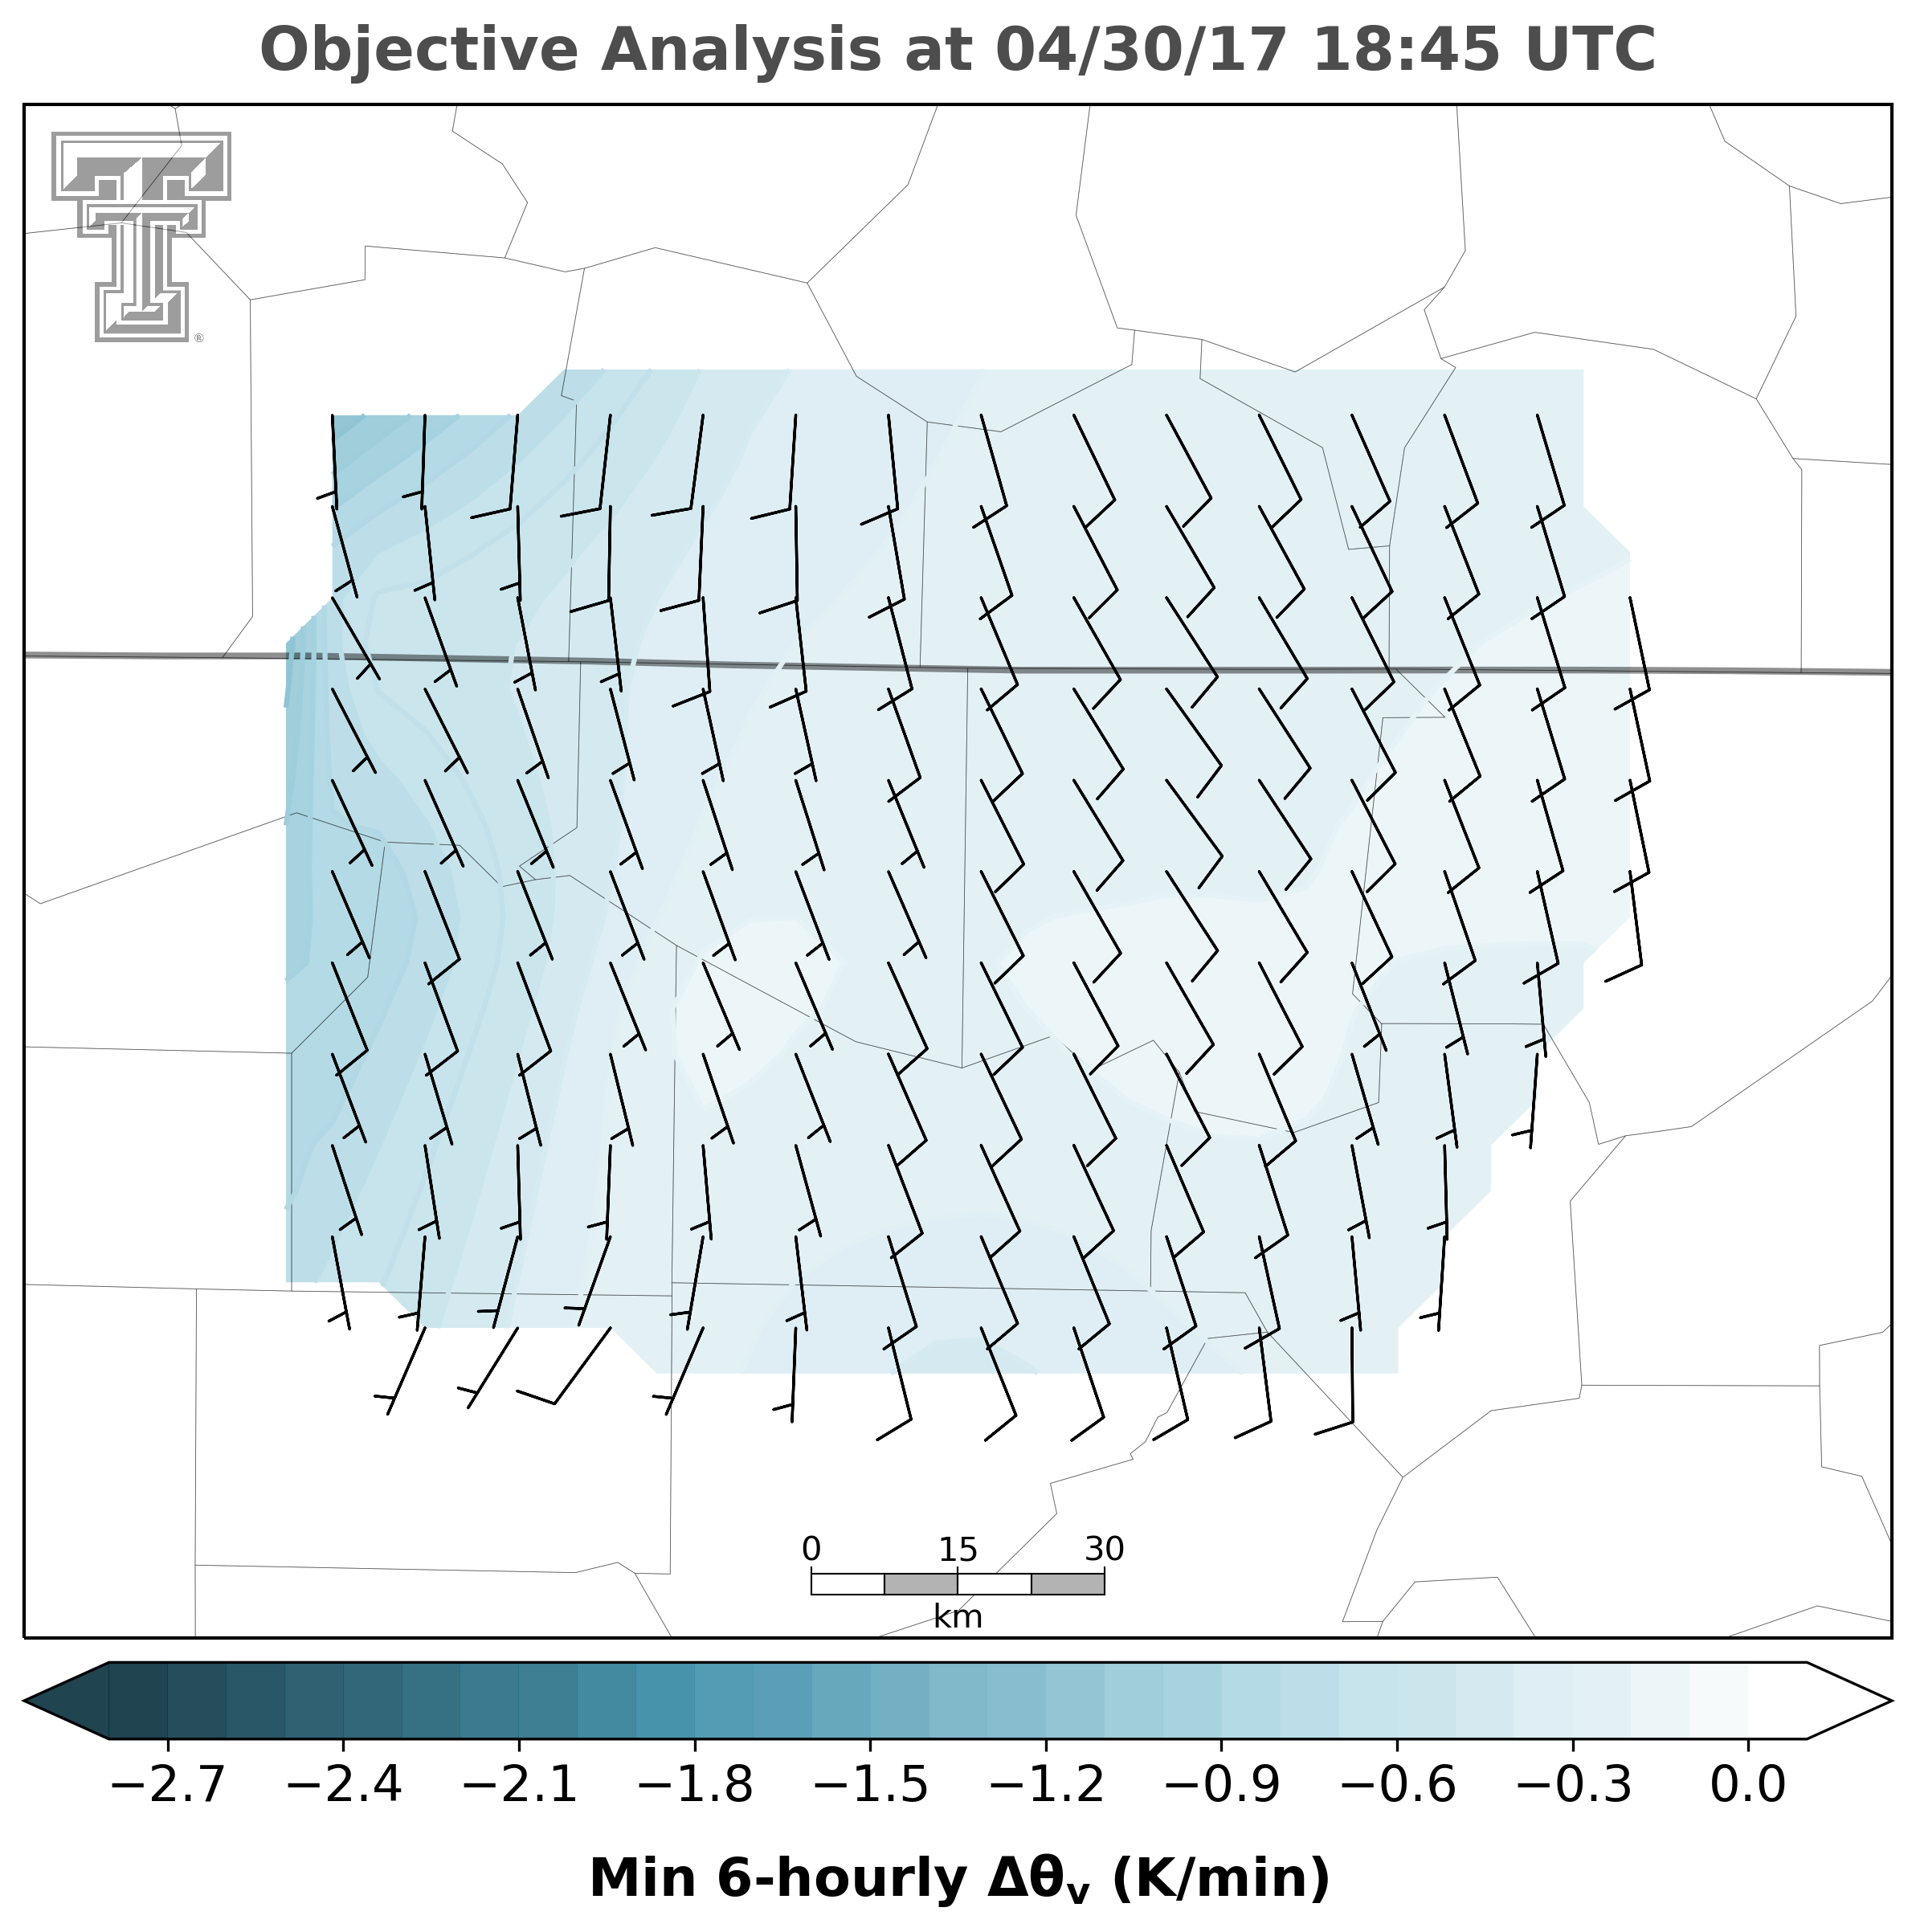 Objective Analysis at 04/30/17 18:45 UTC
®
0 15 30
km
−2.7 −2.4 −2.1 −1.8 −1.5 −1.2 −0.9 −0.6 −0.3 0.0
Min 6-hourly Δθᵥ (K/min)